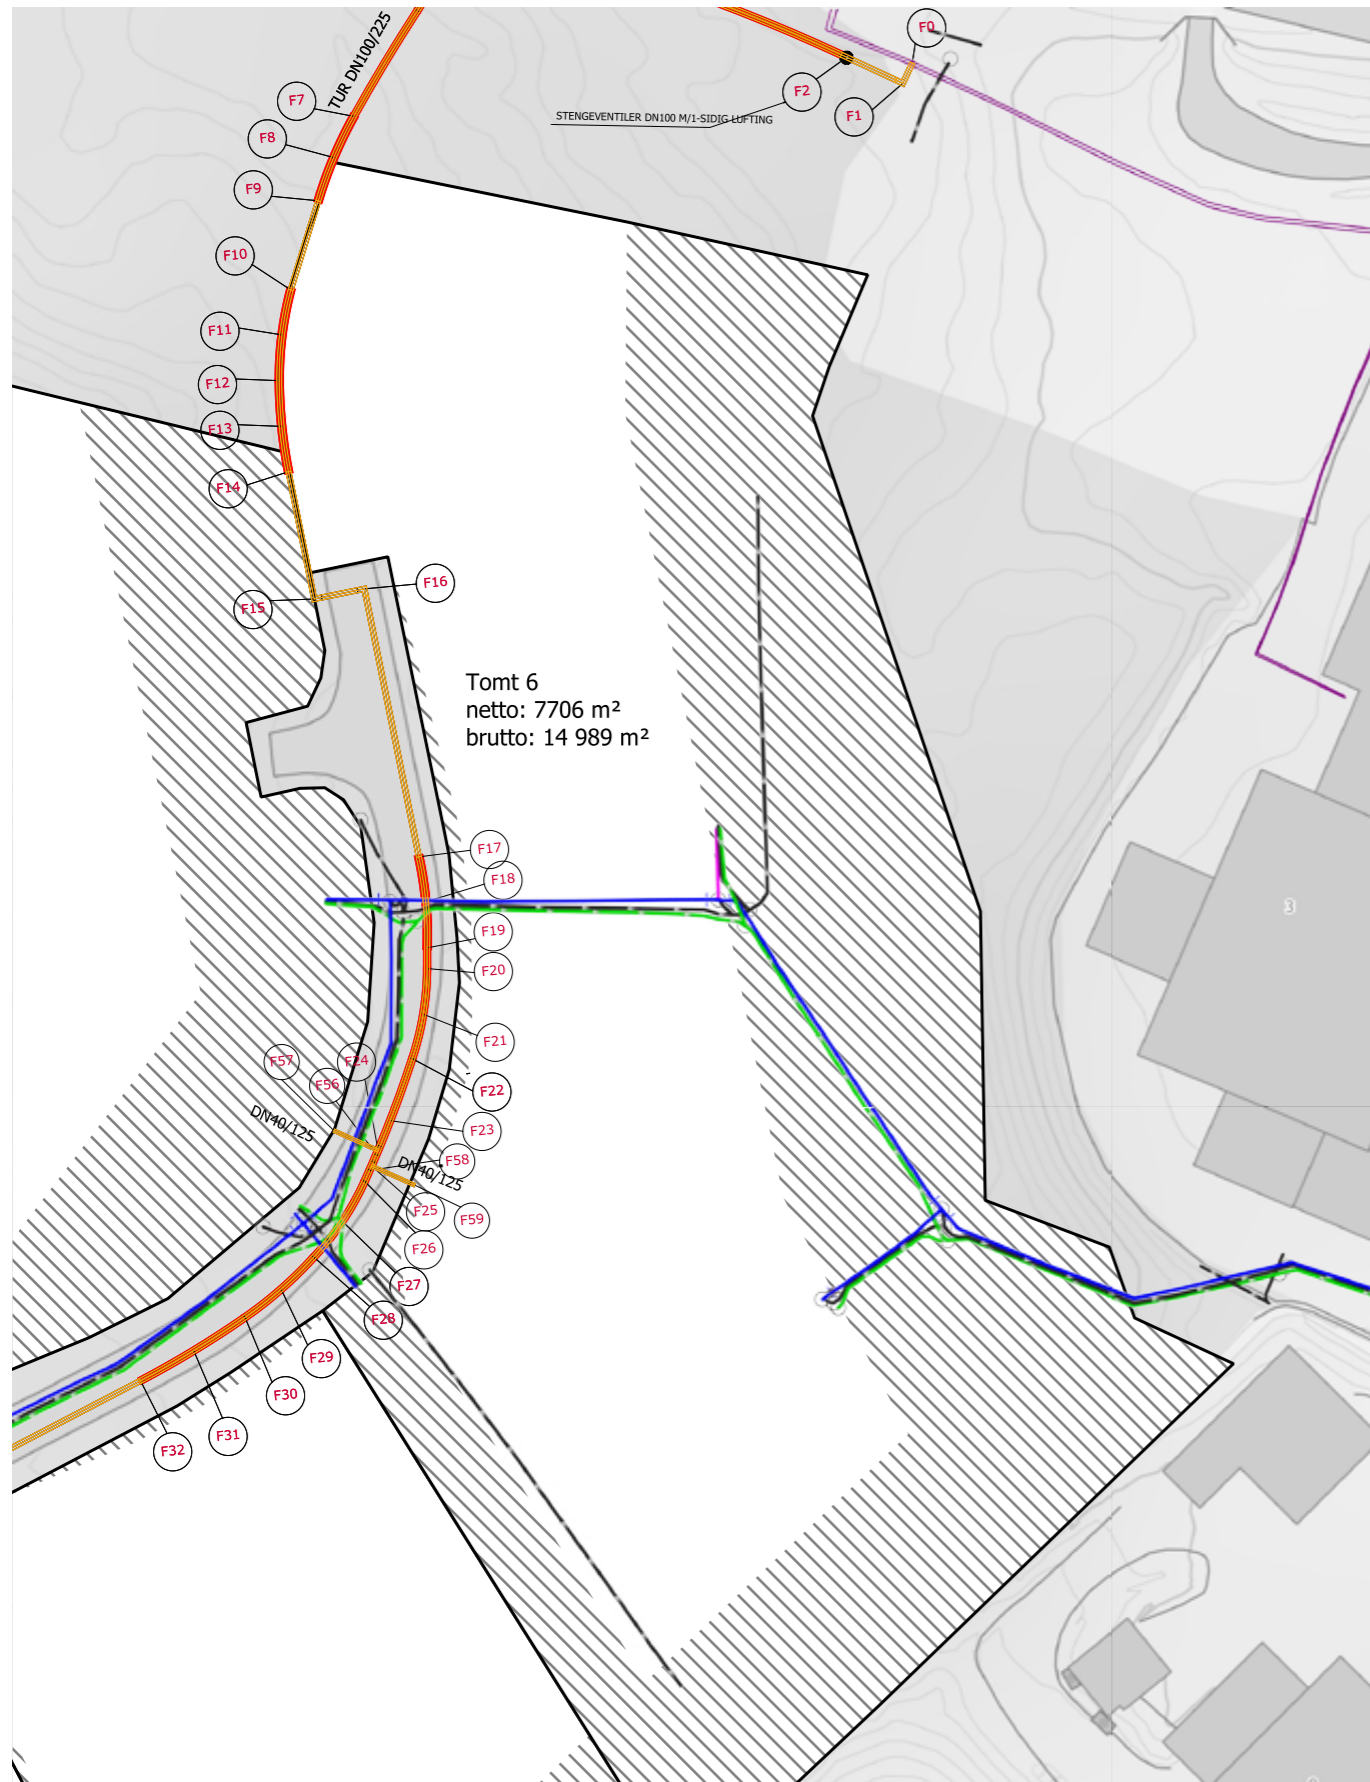 TUR DN100/225
F0
F7
F2
F1
STENGEVENTILER DN100 M/1-SIDIG LUFTING
F8
F9
F10
F11
F12
F13
F14
F16
F15
Tomt 6
netto: 7706 m²
brutto: 14 989 m²
F17
F18
3
F19
F20
F21
F57
F24
F56
F22
DN40/125
F23
F58
DN40/125
F25
F59
F26
F27
F28
F29
F30
F31
F32